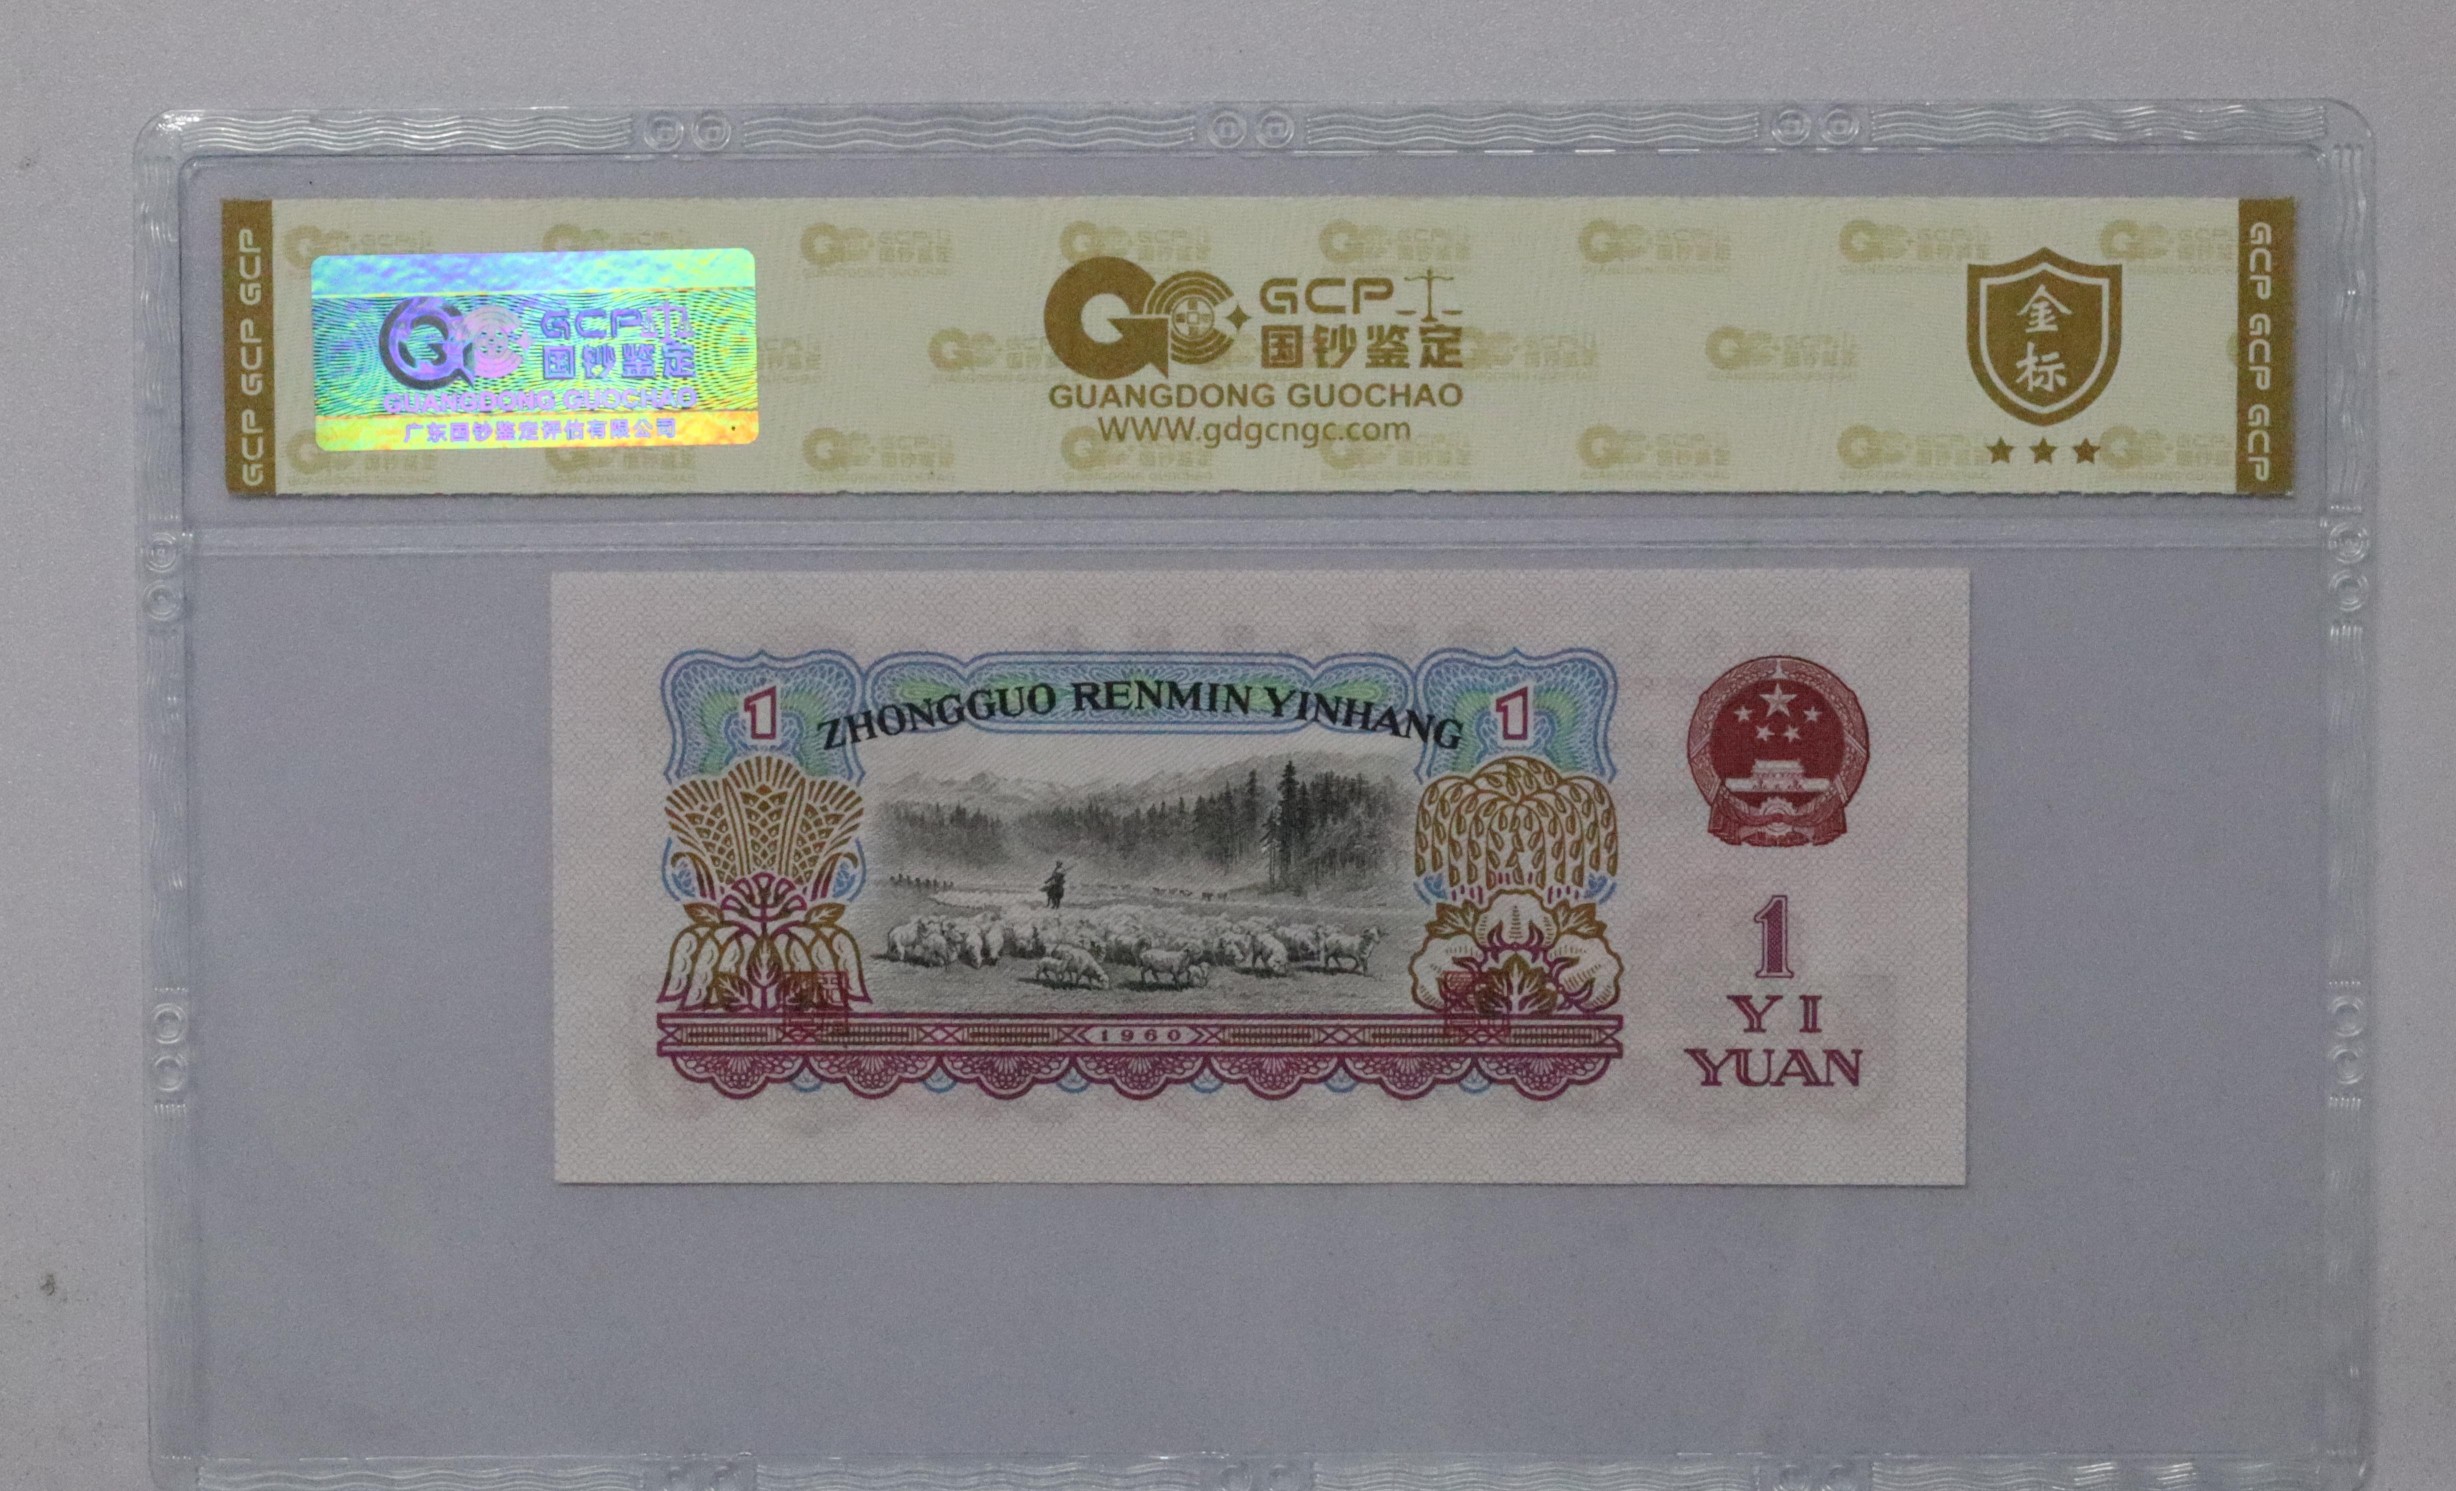 GCP GCP GCP
GCP
国钞鉴定
GUANGDONG GUOCHAO
广东国钞鉴定评估有限公司
GCP
国钞鉴定
GUANGDONG GUOCHAO
WWW.gdgcngc.com
金
标
GCP GCP GCP
1
ZHONGGUO RENMIN YINHANG
1
1960
1
YI
YUAN